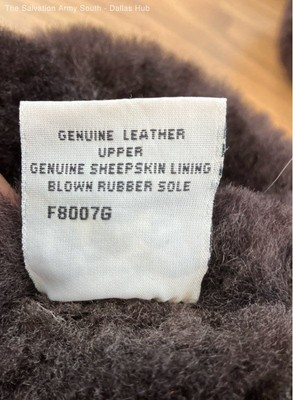 The Salvation Army South - Dallas Hub
GENUINE LEATHER
UPPER
GENUINE SHEEPSKIN LINING
BLOWN RUBBER SOLE
F8007G